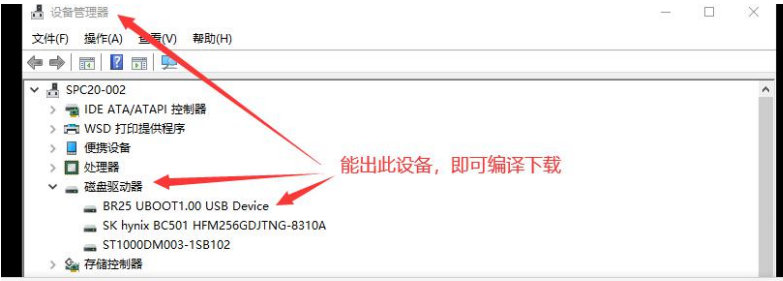 设备管理器
文件(F) 操作(A) 查看(V) 帮助(H)
SPC20-002
IDE ATA/ATAPI 控制器
WSD 打印提供程序
便携设备
处理器
能出此设备，即可编译下载
磁盘驱动器
BR25 UBOOT1.00 USB Device
SK hynix BC501 HFM256GDJTNG-8310A
ST1000DM003-1SB102
存储控制器